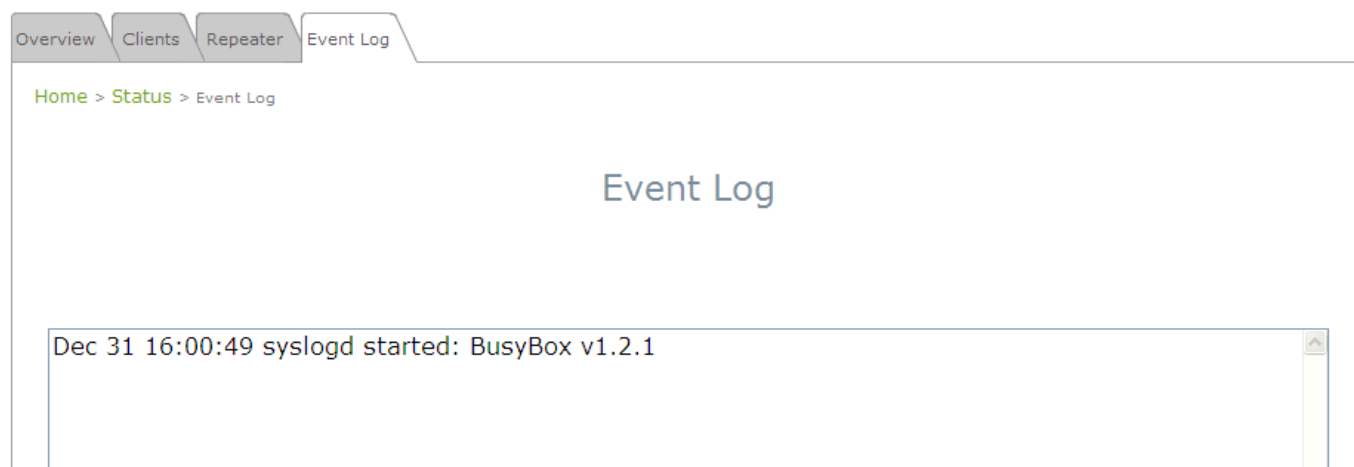 Overview Clients Repeater Event Log
Home > Status > Event Log
Event Log
Dec 31 16:00:49 syslogd started: BusyBox v1.2.1